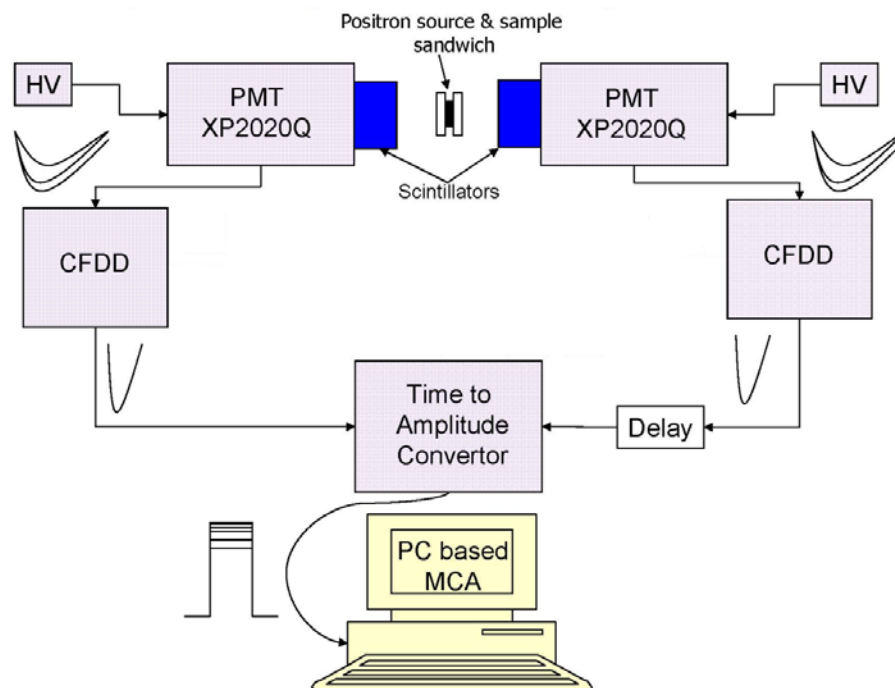 Positron source & sample
sandwich
HV
PMT
XP2020Q
PMT
XP2020Q
HV
Scintillators
CFDD
CFDD
Time to
Amplitude
Convertor
Delay
PC based
MCA